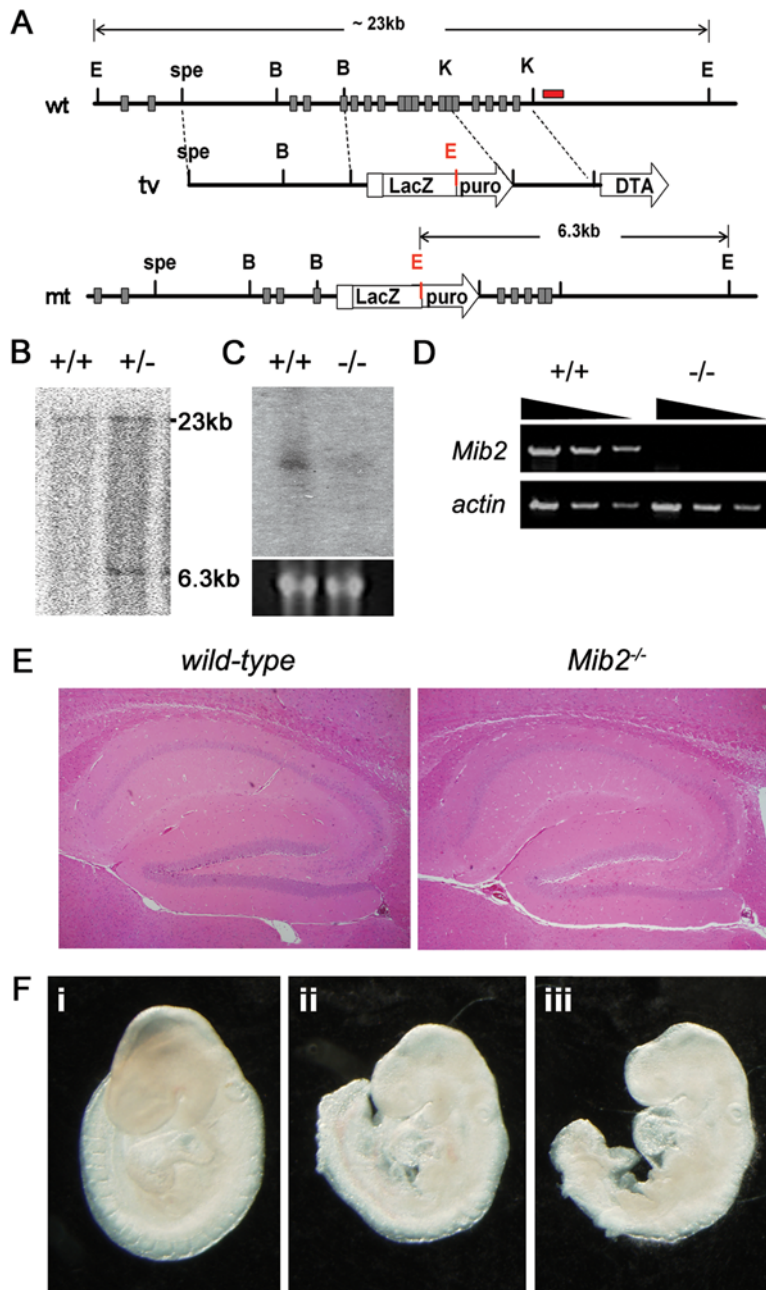 A
~ 23kb
E spe B B K K E
wt
spe B E
tv LacZ puro DTA
6.3kb
spe B B E E
mt LacZ puro
B +/+ +/-
23kb
6.3kb
C +/+ -/-
D +/+ -/-
Mib2
actin
E wild-type Mib2-/-
F i ii iii